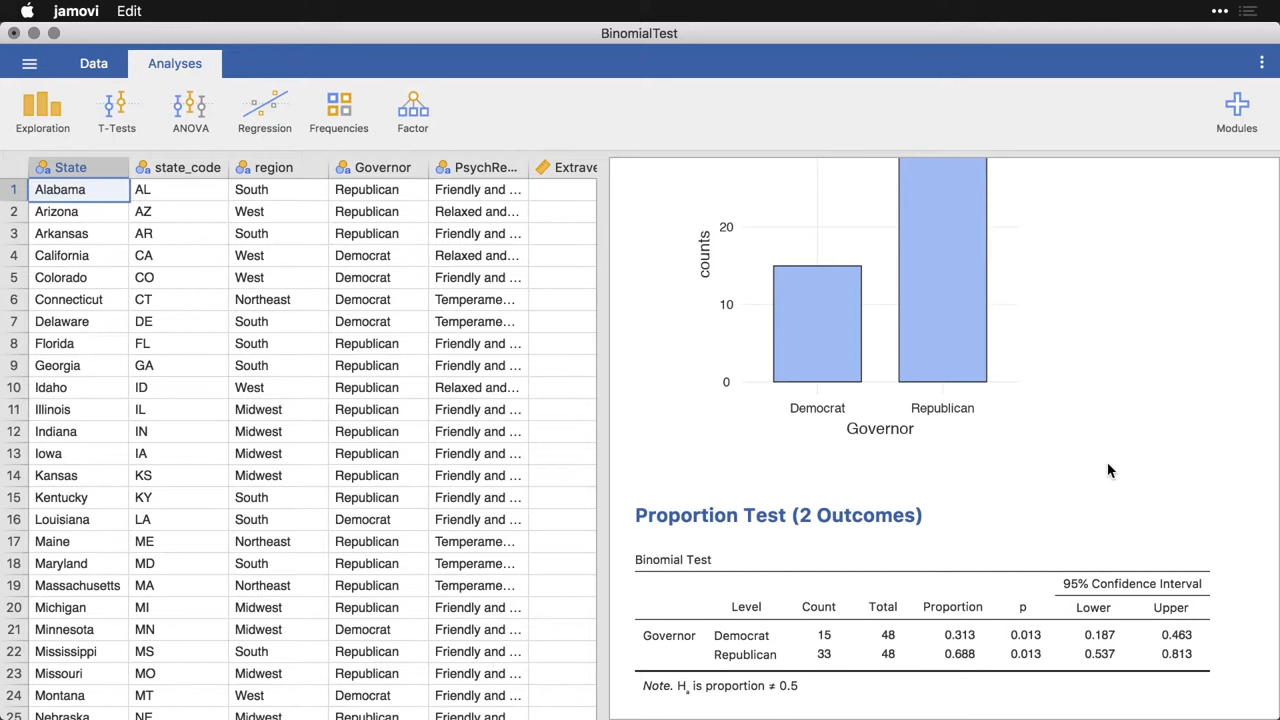 jamovi Edit
BinomialTest
Data Analyses
Exploration T-Tests ANOVA Regression Frequencies Factor Modules
State state_code region Governor PsychRe... Extrave
1 Alabama AL South Republican Friendly and ...
2 Arizona AZ West Republican Relaxed and...
3 Arkansas AR South Republican Friendly and ...
4 California CA West Democrat Relaxed and...
5 Colorado CO West Democrat Friendly and ...
6 Connecticut CT Northeast Democrat Temperame...
7 Delaware DE South Democrat Temperame...
8 Florida FL South Republican Friendly and ...
9 Georgia GA South Republican Friendly and ...
10 Idaho ID West Republican Relaxed and...
11 Illinois IL Midwest Republican Friendly and ...
12 Indiana IN Midwest Republican Friendly and ...
13 Iowa IA Midwest Republican Friendly and ...
14 Kansas KS Midwest Republican Friendly and ...
15 Kentucky KY South Republican Friendly and ...
16 Louisiana LA South Democrat Friendly and ...
17 Maine ME Northeast Republican Temperame...
18 Maryland MD South Republican Temperame...
19 Massachusetts MA Northeast Republican Temperame...
20 Michigan MI Midwest Republican Friendly and ...
21 Minnesota MN Midwest Democrat Friendly and ...
22 Mississippi MS South Republican Friendly and ...
23 Missouri MO Midwest Republican Friendly and ...
24 Montana MT West Democrat Friendly and ...
25 Nebraska NE Midwest Republican Friendly and
counts
20
10
0
Democrat Republican
Governor
Proportion Test (2 Outcomes)
Binomial Test
95% Confidence Interval
Level Count Total Proportion p Lower Upper
Governor Democrat 15 48 0.313 0.013 0.187 0.463
Republican 33 48 0.688 0.013 0.537 0.813
Note. Ha is proportion ≠ 0.5